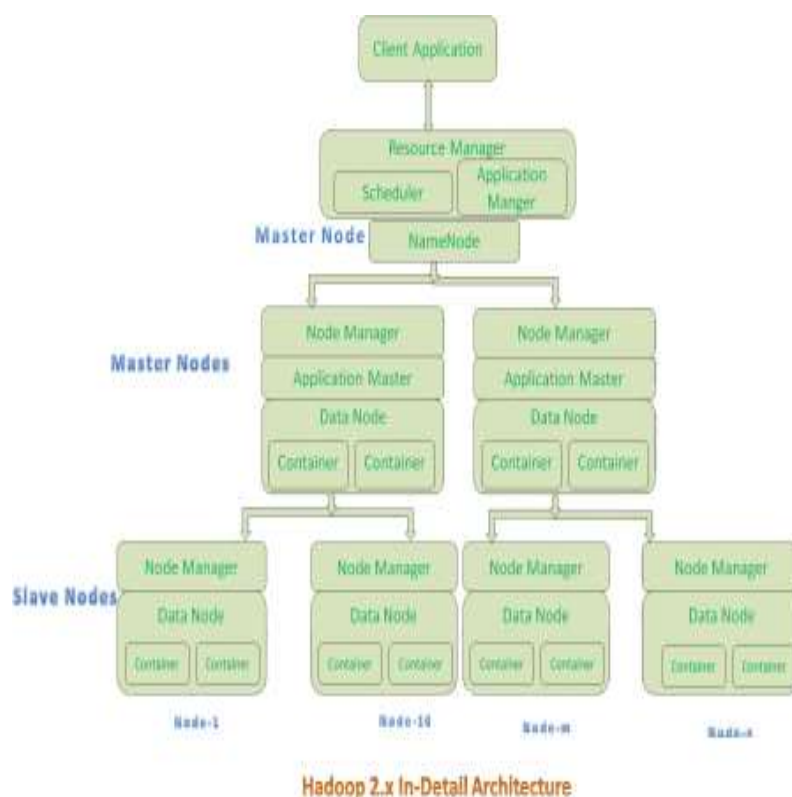 Client Application
Resource Manager
Scheduler
Application
Manger
Master Node
NameNode
Node Manager
Node Manager
Master Nodes
Application Master
Application Master
Data Node
Data Node
Container
Container
Container
Container
Node Manager
Node Manager
Node Manager
Node Manager
Slave Nodes
Data Node
Data Node
Data Node
Data Node
Container
Container
Container
Container
Container
Container
Container
Container
Node-1
Node-m
Hadoop 2.x In-Detail Architecture